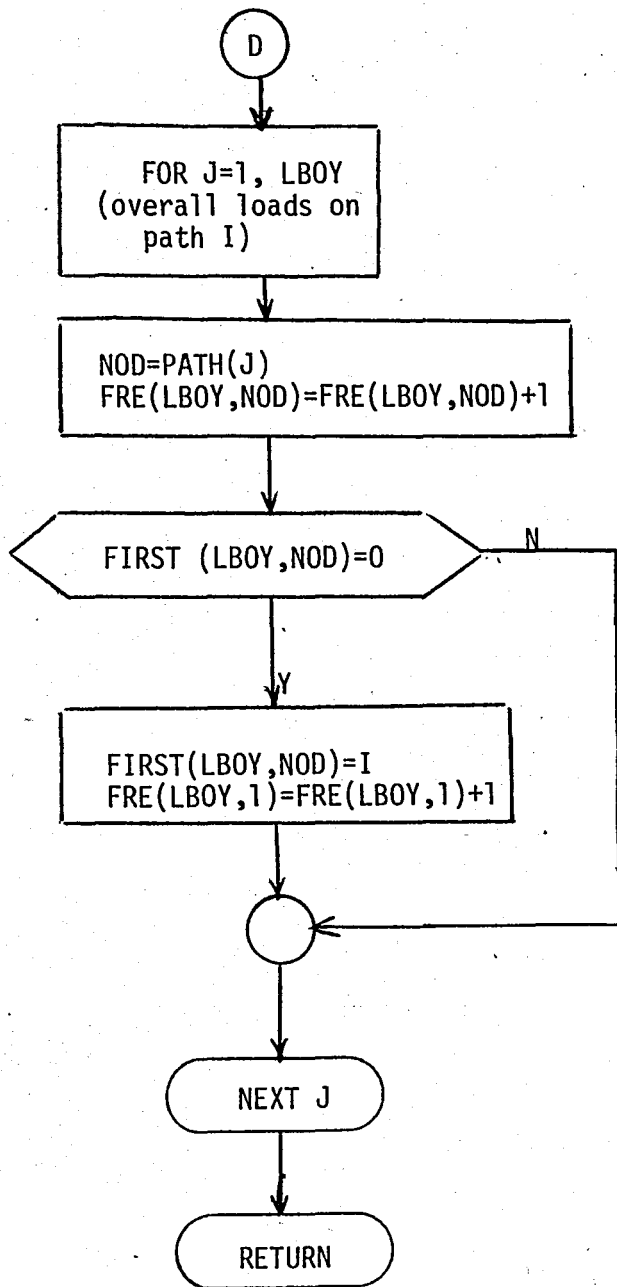 D
FOR J=1, LBOY
(overall loads on
path I)
NOD=PATH(J)
FRE(LBOY,NOD)=FRE(LBOY,NOD)+1
FIRST (LBOY,NOD)=0
N
Y
FIRST(LBOY,NOD)=I
FRE(LBOY,1)=FRE(LBOY,1)+1
NEXT J
RETURN